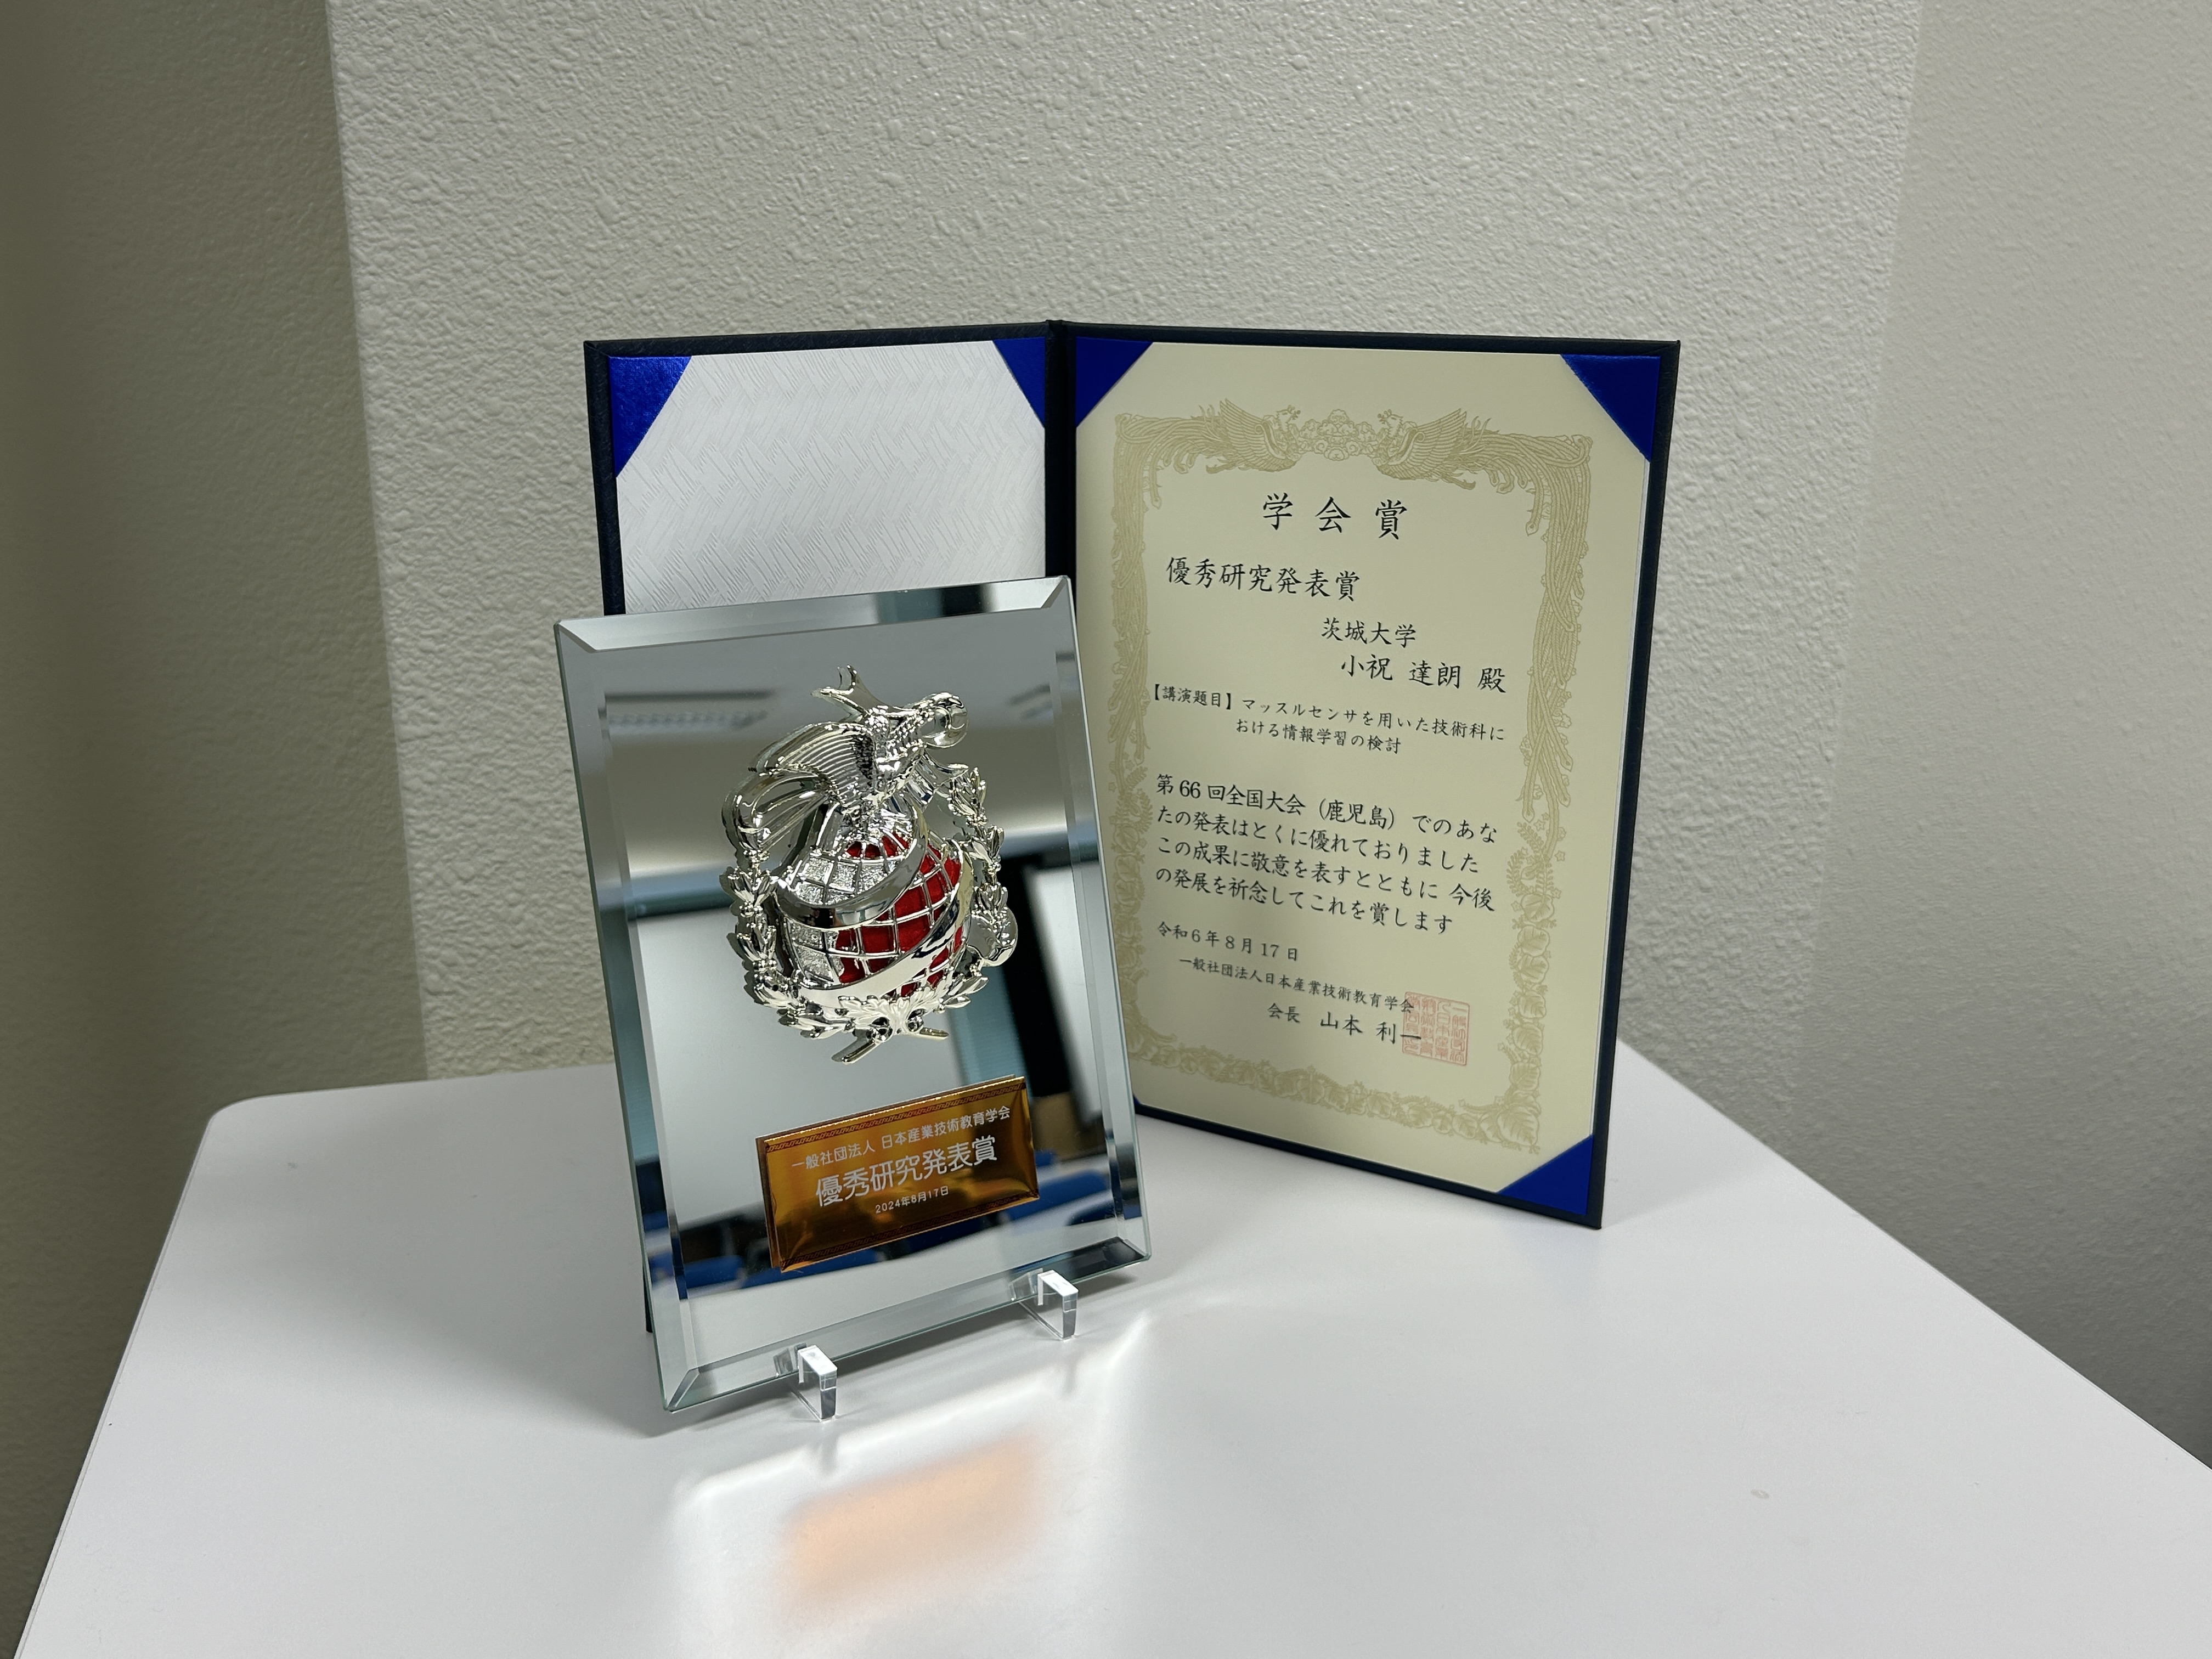 学会賞
優秀研究発表賞
茨城大学
小祝 達朗 殿
【講演題目】マッスルセンサを用いた技術科に
おける情報学習の検討
第66回全国大会（鹿児島）でのあな
たの発表はとくに優れておりました
この成果に敬意を表すとともに 今後
の発展を祈念してこれを賞します
令和6年8月17日
一般社団法人日本産業技術教育学会
会長 山本 利一
一般社団法人 日本産業技術教育学会
優秀研究発表賞
2024年8月17日